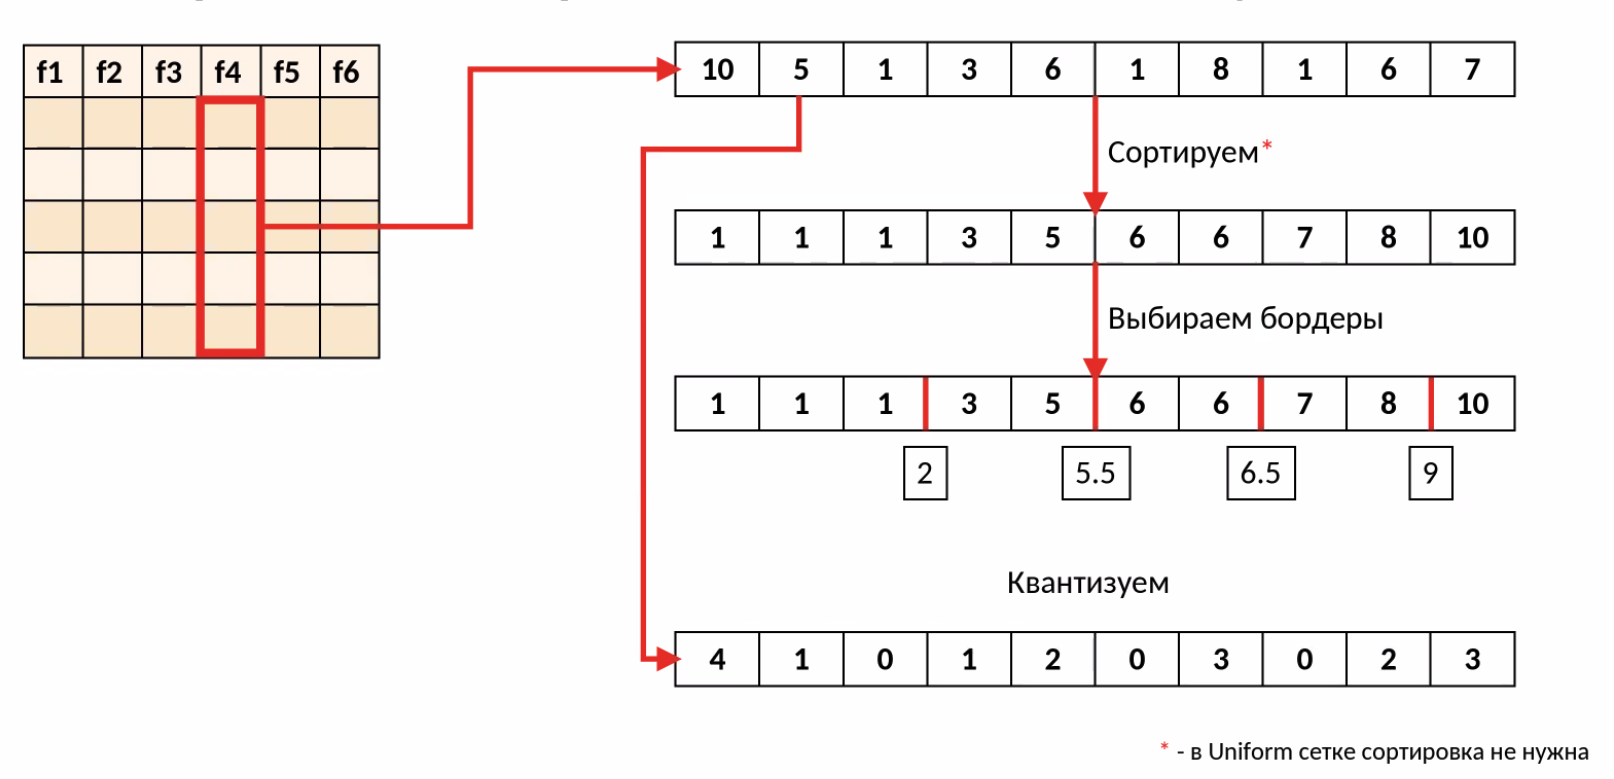 f1 f2 f3 f4 f5 f6
10 5 1 3 6 1 8 1 6 7
Сортируем*
1 1 1 3 5 6 6 7 8 10
Выбираем бордеры
1 1 1 3 5 6 6 7 8 10
2 5.5 6.5 9
Квантизуем
4 1 0 1 2 0 3 0 2 3
* - в Uniform сетке сортировка не нужна